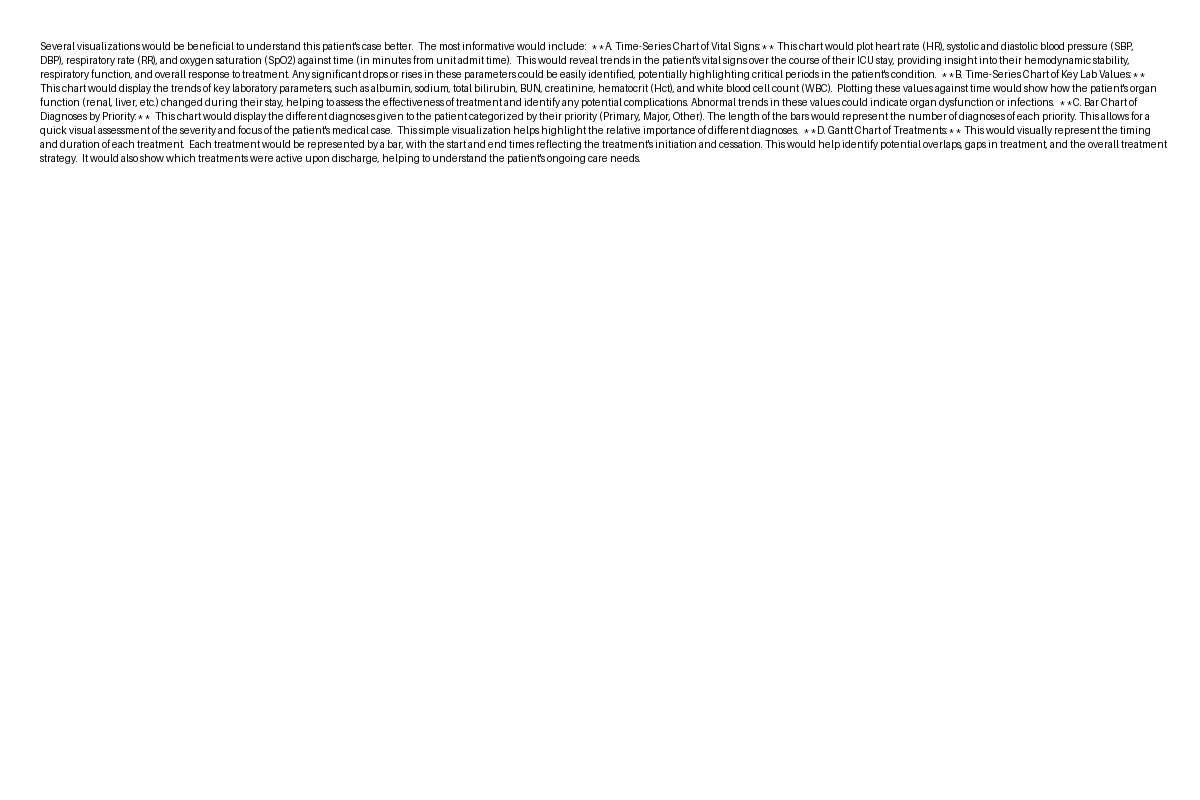 Several visualizations would be beneficial to understand this patient's case better.  The most informative would include:  **A. Time-Series Chart of Vital Signs:** This chart would plot heart rate (HR), systolic and diastolic blood pressure (SBP,
DBP), respiratory rate (RR), and oxygen saturation (SpO2) against time (in minutes from unit admit time).  This would reveal trends in the patient's vital signs over the course of their ICU stay, providing insight into their hemodynamic stability,
respiratory function, and overall response to treatment. Any significant drops or rises in these parameters could be easily identified, potentially highlighting critical periods in the patient's condition.  **B. Time-Series Chart of Key Lab Values:**
This chart would display the trends of key laboratory parameters, such as albumin, sodium, total bilirubin, BUN, creatinine, hematocrit (Hct), and white blood cell count (WBC).  Plotting these values against time would show how the patient's organ
function (renal, liver, etc.) changed during their stay, helping to assess the effectiveness of treatment and identify any potential complications. Abnormal trends in these values could indicate organ dysfunction or infections.  **C. Bar Chart of
Diagnoses by Priority:**  This chart would display the different diagnoses given to the patient categorized by their priority (Primary, Major, Other). The length of the bars would represent the number of diagnoses of each priority. This allows for a
quick visual assessment of the severity and focus of the patient's medical case.  This simple visualization helps highlight the relative importance of different diagnoses.  **D. Gantt Chart of Treatments:** This would visually represent the timing
and duration of each treatment.  Each treatment would be represented by a bar, with the start and end times reflecting the treatment's initiation and cessation. This would help identify potential overlaps, gaps in treatment, and the overall treatment
strategy.  It would also show which treatments were active upon discharge, helping to understand the patient's ongoing care needs.